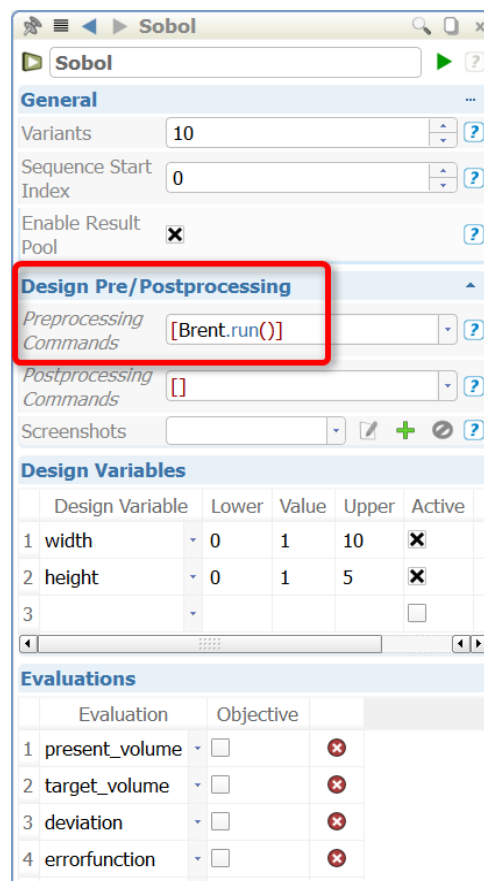 Sobol
Sobol
General
Variants 10
Sequence Start
Index 0
Enable Result
Pool
Design Pre/Postprocessing
Preprocessing
Commands [Brent.run()]
Postprocessing
Commands []
Screenshots
Design Variables
Design Variable Lower Value Upper Active
1 width 0 1 10
2 height 0 1 5
3
Evaluations
Evaluation Objective
1 present_volume
2 target_volume
3 deviation
4 errorfunction